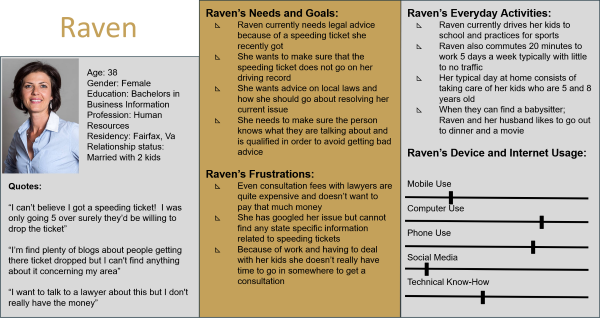 Raven
Age: 38
Gender: Female
Education: Bachelors in
Business Information
Profession: Human
Resources
Residency: Fairfax, Va
Relationship status:
Married with 2 kids
Quotes:
“I can’t believe I got a speeding ticket!  I was
only going 5 over surely they’d be willing to
drop the ticket”
“I’m find plenty of blogs about people getting
there ticket dropped but I can't find anything
about it concerning my area”
“I want to talk to a lawyer about this but I don't
really have the money”
Raven’s Needs and Goals:
Raven currently needs legal advice
because of a speeding ticket she
recently got
She wants to make sure that the
speeding ticket does not go on her
driving record
She wants advice on local laws and
how she should go about resolving her
current issue
She needs to make sure the person
knows what they are talking about and
is qualified in order to avoid getting bad
advice
Raven’s Frustrations:
Even consultation fees with lawyers are
quite expensive and doesn’t want to
pay that much money
She has googled her issue but cannot
find any state specific information
related to speeding tickets
Because of work and having to deal
with her kids she doesn’t really have
time to go in somewhere to get a
consultation
Raven’s Everyday Activities:
Raven currently drives her kids to
school and practices for sports
Raven also commutes 20 minutes to
work 5 days a week typically with little
to no traffic
Her typical day at home consists of
taking care of her kids who are 5 and 8
years old
When they can find a babysitter;
Raven and her husband likes to go out
to dinner and a movie
Raven’s Device and Internet Usage:
Mobile Use
Computer Use
Phone Use
Social Media
Technical Know-How